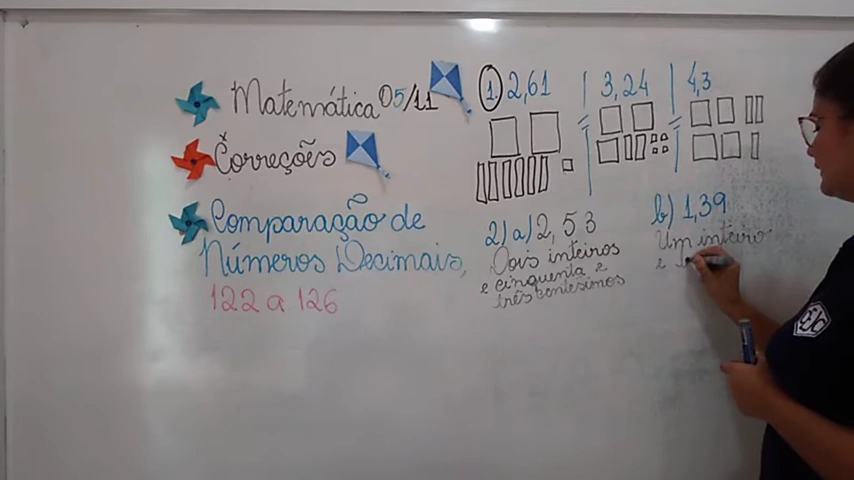 Matemática 05/11
Correções
Comparação de
Números Decimais,
122 a 126
1. 2,61
3,24
4,3
2) a) 2,53
Dois inteiros
e cinquenta e
três centésimos
b) 1,39
Um inteiro
e